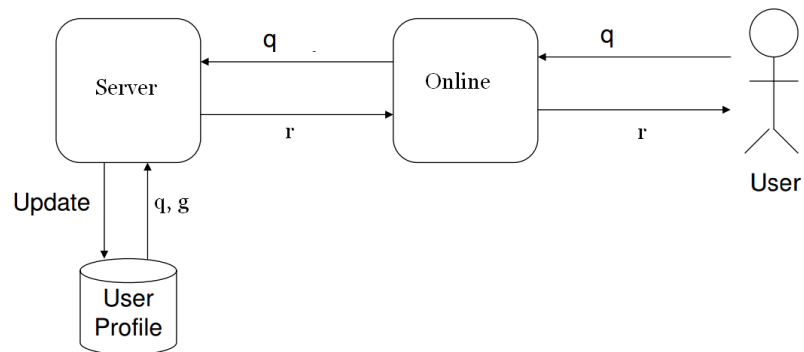 q
q
Server
Online
r
r
Update
q, g
User
User
Profile